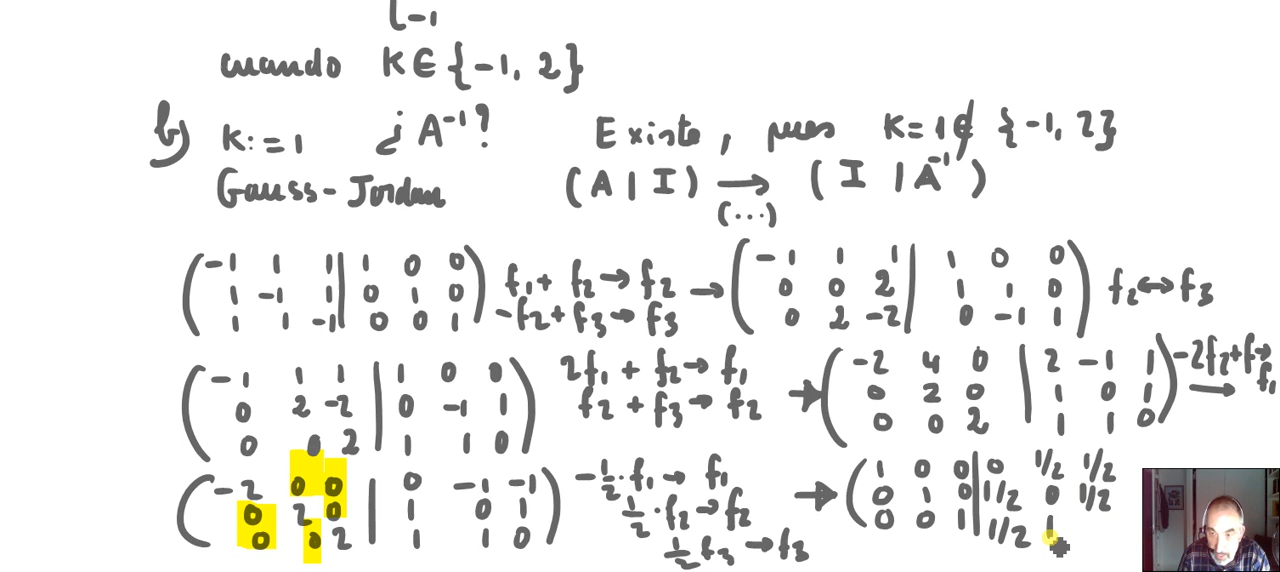 (-1
cuando K∈{-1, 2}
b) K:=1 ¿A⁻¹? Existe, pues K=1∉{-1,2}
Gauss-Jordan (A|I) → (I|A⁻¹)
(...)
(-1 1 1|1 0 0) f₁+f₂→f₂ → (-1 1 1|1 0 0) f₂↔f₃
(1 -1 1|0 1 0) -f₂+f₃→f₃ (0 0 2|1 1 0)
(1 1 -1|0 0 1) (0 2 -2|0 -1 1)
(-1 1 1|1 0 0) 2f₁+f₂→f₁ → (-2 4 0|2 -1 1) -2f₂+f₁→f₁
(0 2 -2|0 -1 1) f₂+f₃→f₂ (0 2 0|1 0 1) →
(0 0 2|1 1 0) (0 0 2|1 1 0)
(-2 0 0|0 -1 -1) -1/2·f₁→f₁ → (1 0 0|0 1/2 1/2)
(0 2 0|1 0 1) 1/2·f₂→f₂ (0 1 0|1/2 0 1/2)
(0 0 2|1 1 0) 1/2f₃→f₃ (0 0 1|1/2 1